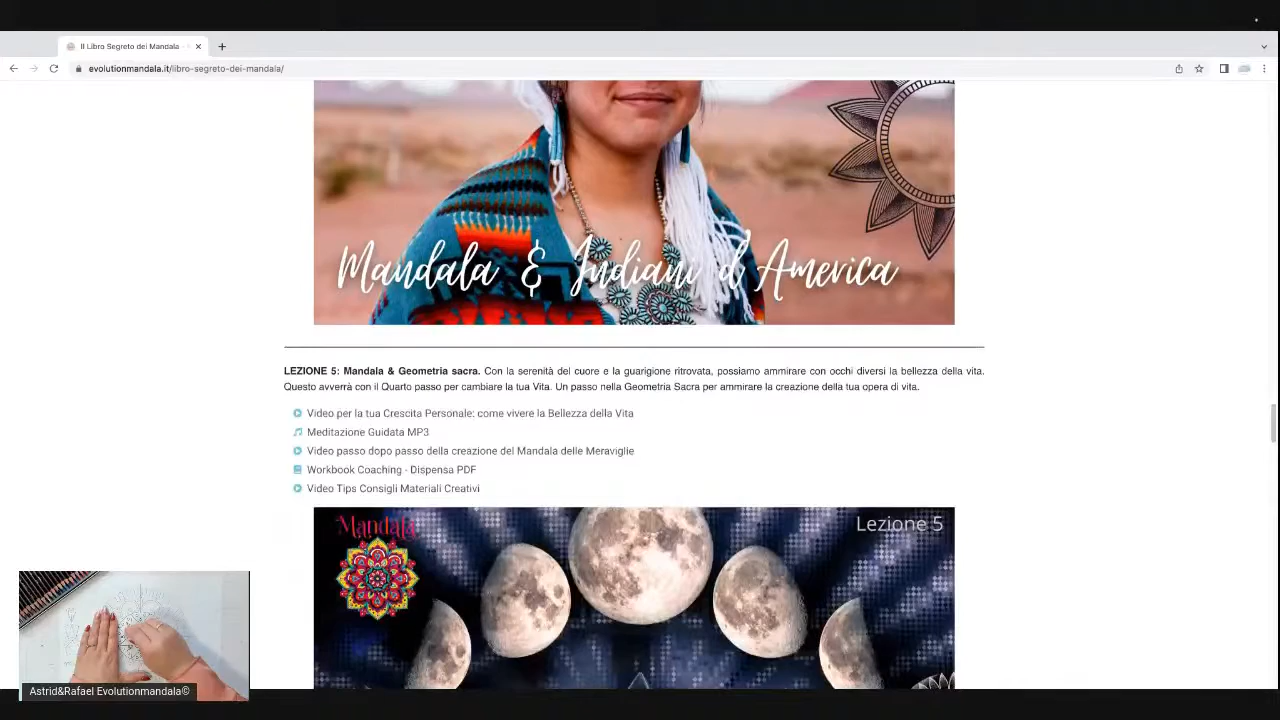 Il Libro Segreto dei Mandala
evolutionmandala.it/libro-segreto-dei-mandala/
Mandala & Indiani d'America
LEZIONE 5: Mandala & Geometria sacra. Con la serenità del cuore e la guarigione ritrovata, possiamo ammirare con occhi diversi la bellezza della vita.
Questo avverrà con il Quarto passo per cambiare la tua Vita. Un passo nella Geometria Sacra per ammirare la creazione della tua opera di vita.
Video per la tua Crescita Personale: come vivere la Bellezza della Vita
Meditazione Guidata MP3
Video passo dopo passo della creazione del Mandala delle Meraviglie
Workbook Coaching - Dispensa PDF
Video Tips Consigli Materiali Creativi
Mandala
Lezione 5
Astrid&Rafael Evolutionmandala©